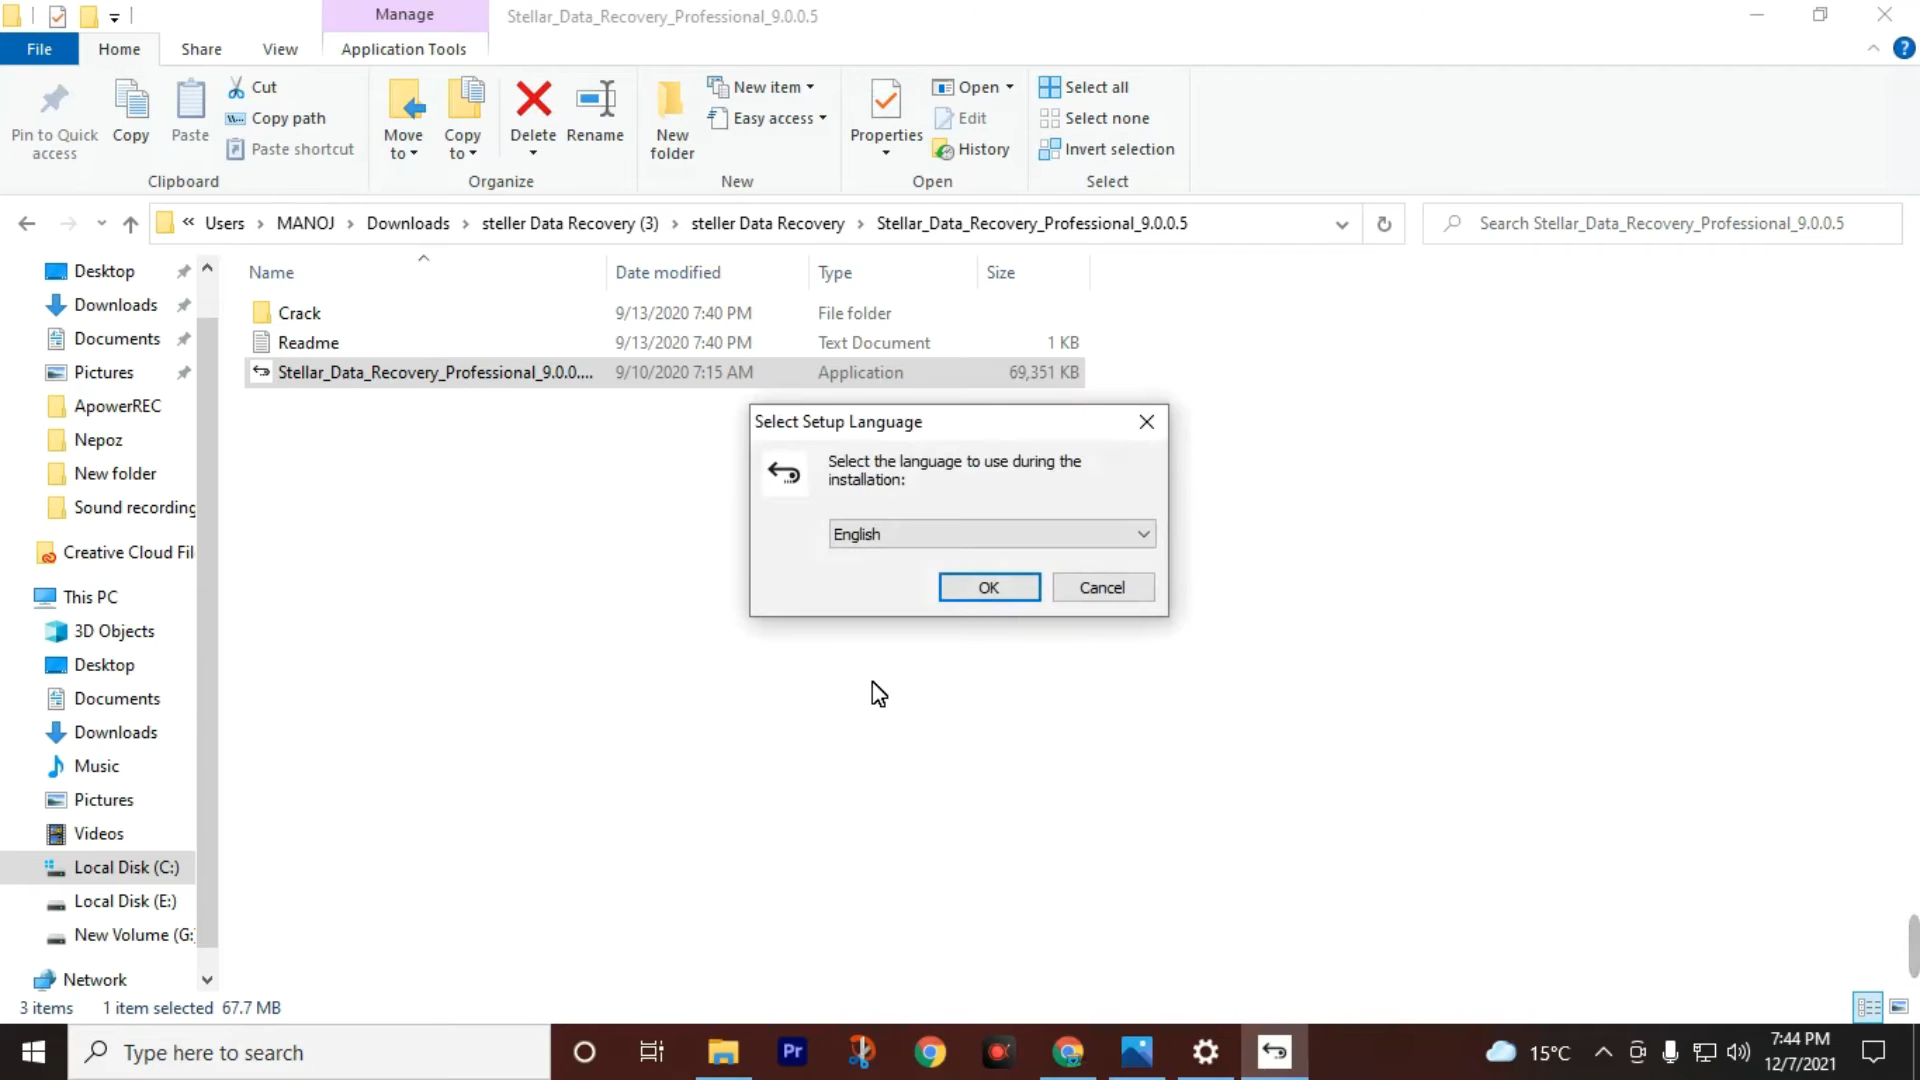 Manage
Stellar_Data_Recovery_Professional_9.0.0.5
File
Home
Share
View
Application Tools
Pin to Quick
access
Copy
Paste
Cut
Copy path
Paste shortcut
Clipboard
Move
to
Copy
to
Delete
Rename
Organize
New
folder
New item
Easy access
New
Properties
Open
Edit
History
Open
Select all
Select none
Invert selection
Select
« Users > MANOJ > Downloads > steller Data Recovery (3) > steller Data Recovery > Stellar_Data_Recovery_Professional_9.0.0.5
Search Stellar_Data_Recovery_Professional_9.0.0.5
Desktop
Downloads
Documents
Pictures
ApowerREC
Nepoz
New folder
Sound recording
Creative Cloud Fil
This PC
3D Objects
Desktop
Documents
Downloads
Music
Pictures
Videos
Local Disk (C:)
Local Disk (E:)
New Volume (G:
Network
Name Date modified Type Size
Crack 9/13/2020 7:40 PM File folder
Readme 9/13/2020 7:40 PM Text Document 1 KB
Stellar_Data_Recovery_Professional_9.0.0.... 9/10/2020 7:15 AM Application 69,351 KB
Select Setup Language
Select the language to use during the
installation:
English
OK
Cancel
3 items 1 item selected 67.7 MB
Type here to search
Pr
15°C
7:44 PM
12/7/2021